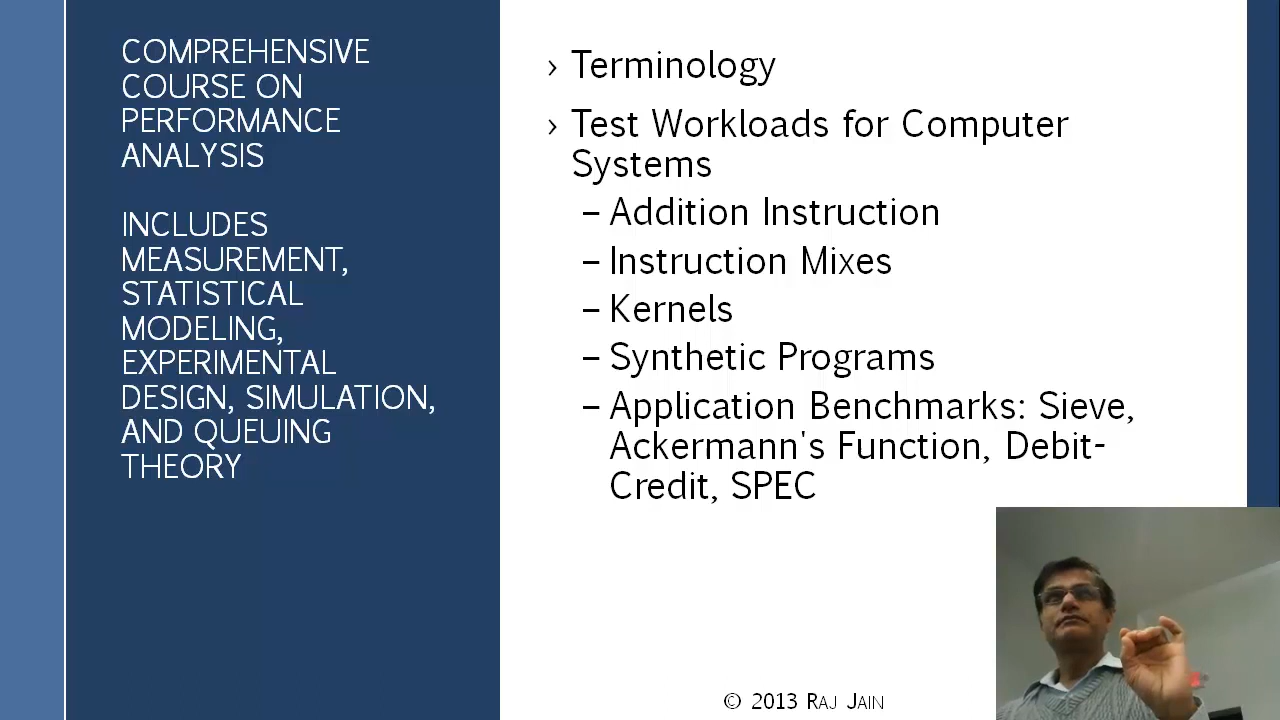 COMPREHENSIVE
COURSE ON
PERFORMANCE
ANALYSIS
INCLUDES
MEASUREMENT,
STATISTICAL
MODELING,
EXPERIMENTAL
DESIGN, SIMULATION,
AND QUEUING
THEORY
› Terminology
› Test Workloads for Computer
Systems
– Addition Instruction
– Instruction Mixes
– Kernels
– Synthetic Programs
– Application Benchmarks: Sieve,
Ackermann's Function, Debit-
Credit, SPEC
© 2013 RAJ JAIN